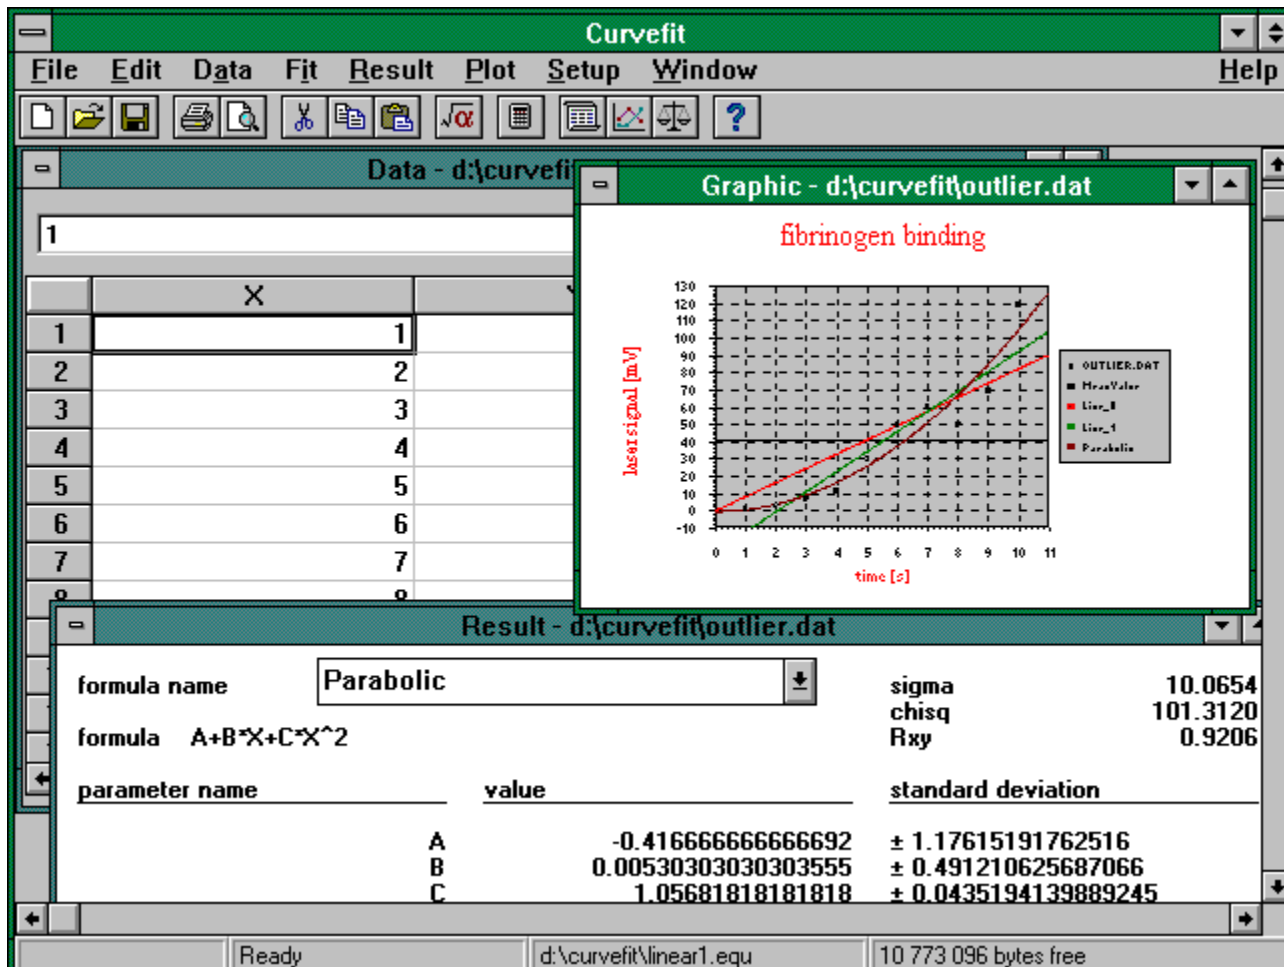 Curvefit
File Edit Data Fit Result Plot Setup Window Help
√α ?
Data - d:\curvefi
1
X
1 1
2 2
3 3
4 4
5 5
6 6
7 7
Graphic - d:\curvefit\outlier.dat
fibrinogen binding
lasersignal [mV]
130
120
110
100
90
80
70
60
50
40
30
20
10
0
-10
0 1 2 3 4 5 6 7 8 9 10 11
time [s]
OUTLIER.DAT
MeanValue
Line_0
Line_1
Parabolic
Result - d:\curvefit\outlier.dat
formula name Parabolic
formula A+B*X+C*X^2
sigma 10.0654
chisq 101.3120
Rxy 0.9206
parameter name value standard deviation
A -0.416666666666692 ± 1.17615191762516
B 0.00530303030303555 ± 0.491210625687066
C 1.05681818181818 ± 0.0435194139889245
Ready d:\curvefit\linear1.equ 10 773 096 bytes free